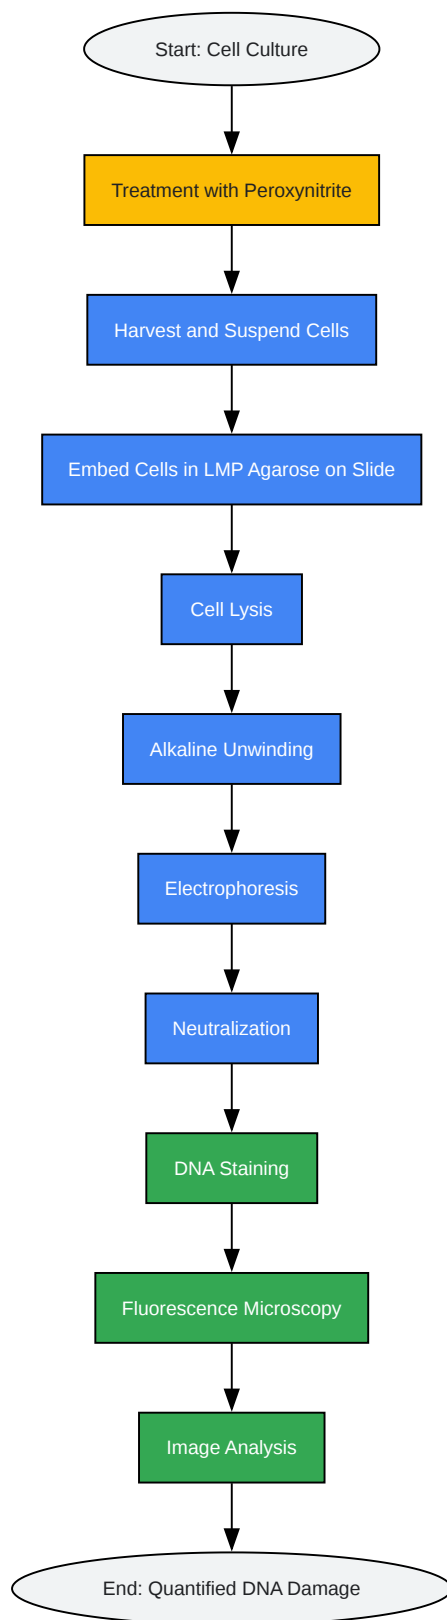 Start: Cell Culture
Treatment with Peroxynitrite
Harvest and Suspend Cells
Embed Cells in LMP Agarose on Slide
Cell Lysis
Alkaline Unwinding
Electrophoresis
Neutralization
DNA Staining
Fluorescence Microscopy
Image Analysis
End: Quantified DNA Damage